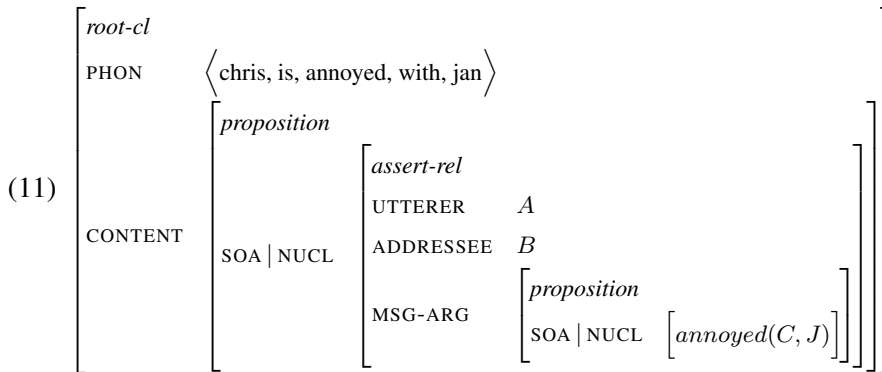 root-cl
PHON ⟨chris, is, annoyed, with, jan⟩
proposition
assert-rel
(11)
UTTERER A
CONTENT SOA | NUCL ADDRESSEE B
proposition
MSG-ARG
SOA | NUCL [annoyed(C, J)]